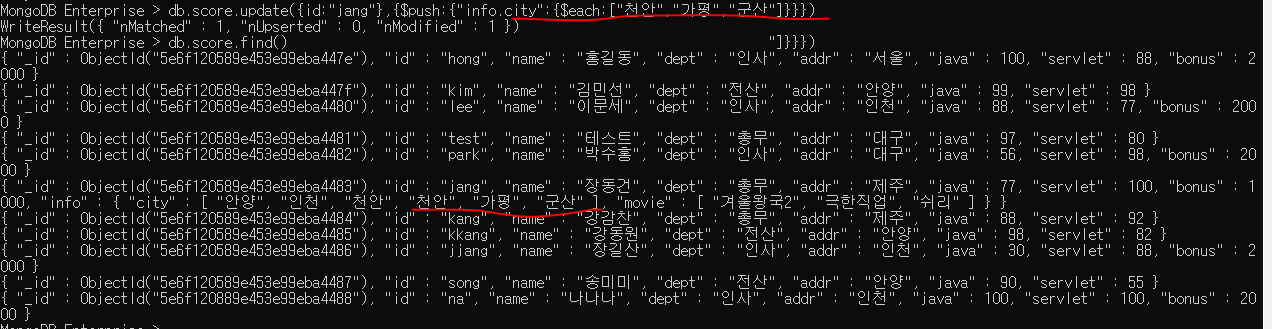 MongoDB Enterprise > db.score.update({id:"jang"},{$push:{"info.city":{$each:["천안","가평","군산"]}}})
WriteResult({ "nMatched" : 1, "nUpserted" : 0, "nModified" : 1 })
MongoDB Enterprise > db.score.find() "]}}})
{ "_id" : ObjectId("5e6f120589e453e99eba447e"), "id" : "hong", "name" : "홍길동", "dept" : "인사", "addr" : "서울", "java" : 100, "servlet" : 88, "bonus" : 2
000 }
{ "_id" : ObjectId("5e6f120589e453e99eba447f"), "id" : "kim", "name" : "김민선", "dept" : "전산", "addr" : "안양", "java" : 99, "servlet" : 98 }
{ "_id" : ObjectId("5e6f120589e453e99eba4480"), "id" : "lee", "name" : "이문세", "dept" : "인사", "addr" : "인천", "java" : 88, "servlet" : 77, "bonus" : 200
0 }
{ "_id" : ObjectId("5e6f120589e453e99eba4481"), "id" : "test", "name" : "테스트", "dept" : "총무", "addr" : "대구", "java" : 97, "servlet" : 80 }
{ "_id" : ObjectId("5e6f120589e453e99eba4482"), "id" : "park", "name" : "박수홍", "dept" : "인사", "addr" : "대구", "java" : 56, "servlet" : 98, "bonus" : 20
00 }
{ "_id" : ObjectId("5e6f120589e453e99eba4483"), "id" : "jang", "name" : "장동건", "dept" : "총무", "addr" : "제주", "java" : 77, "servlet" : 100, "bonus" : 1
000, "info" : { "city" : [ "안양", "인천", "천안", "천안", "가평", "군산" ], "movie" : [ "겨울왕국2", "극한직업", "쉬리" ] } }
{ "_id" : ObjectId("5e6f120589e453e99eba4484"), "id" : "kang", "name" : "강감찬", "dept" : "총무", "addr" : "제주", "java" : 88, "servlet" : 92 }
{ "_id" : ObjectId("5e6f120589e453e99eba4485"), "id" : "kkang", "name" : "강동원", "dept" : "전산", "addr" : "안양", "java" : 98, "servlet" : 82 }
{ "_id" : ObjectId("5e6f120589e453e99eba4486"), "id" : "jjang", "name" : "장길산", "dept" : "인사", "addr" : "인천", "java" : 30, "servlet" : 88, "bonus" : 2
000 }
{ "_id" : ObjectId("5e6f120589e453e99eba4487"), "id" : "song", "name" : "송미미", "dept" : "전산", "addr" : "안양", "java" : 90, "servlet" : 55 }
{ "_id" : ObjectId("5e6f120889e453e99eba4488"), "id" : "na", "name" : "나나나", "dept" : "인사", "addr" : "인천", "java" : 100, "servlet" : 100, "bonus" : 20
00 }
MongoDB Enterprise >